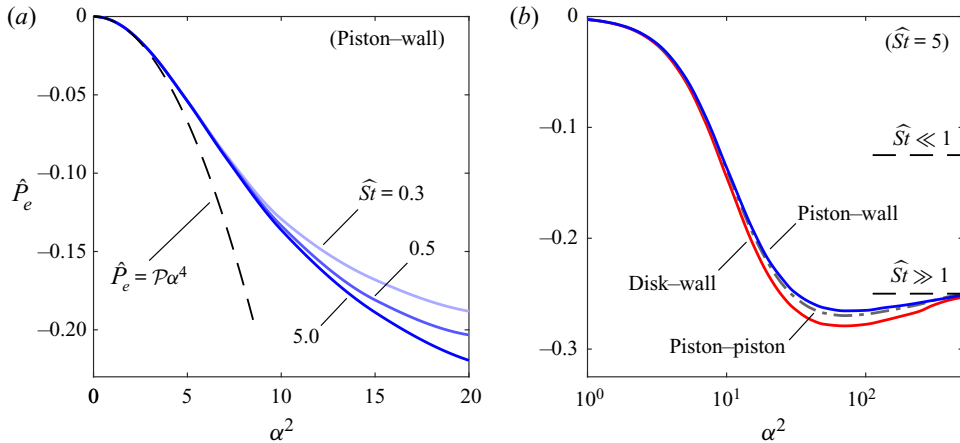 (a)
(Piston–wall)
0
–0.05
–0.10
–0.15
–0.20
P̂e
P̂e = 𝒫α⁴
Ŝt = 0.3
0.5
5.0
0 5 10 15 20
α²
(b)
(Ŝt = 5)
0
–0.1
–0.2
–0.3
Ŝt ≪ 1
Ŝt ≫ 1
Piston–wall
Disk–wall
Piston–piston
10⁰ 10¹ 10²
α²